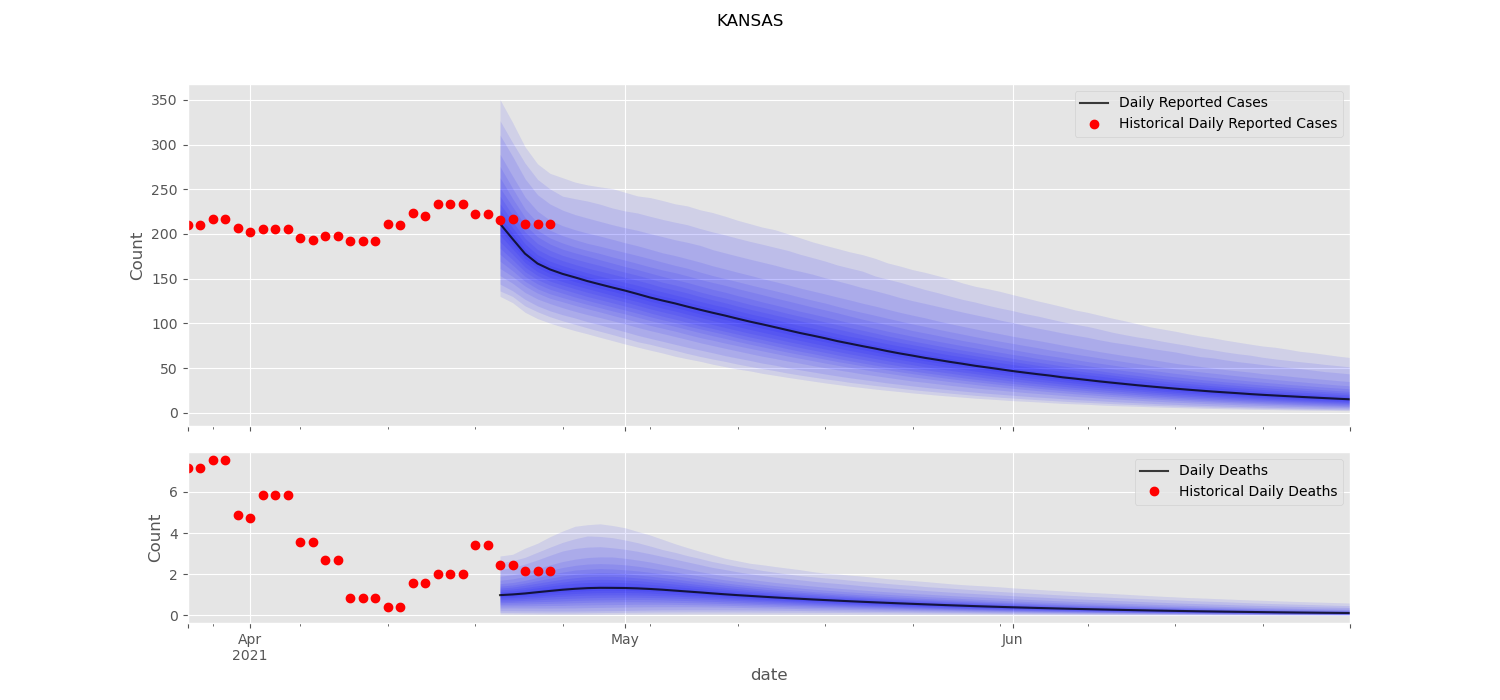 KANSAS
Daily Reported Cases
Historical Daily Reported Cases
350
300
250
200
150
100
50
0
Count
Daily Deaths
Historical Daily Deaths
6
4
2
0
Count
Apr
2021
May
Jun
date